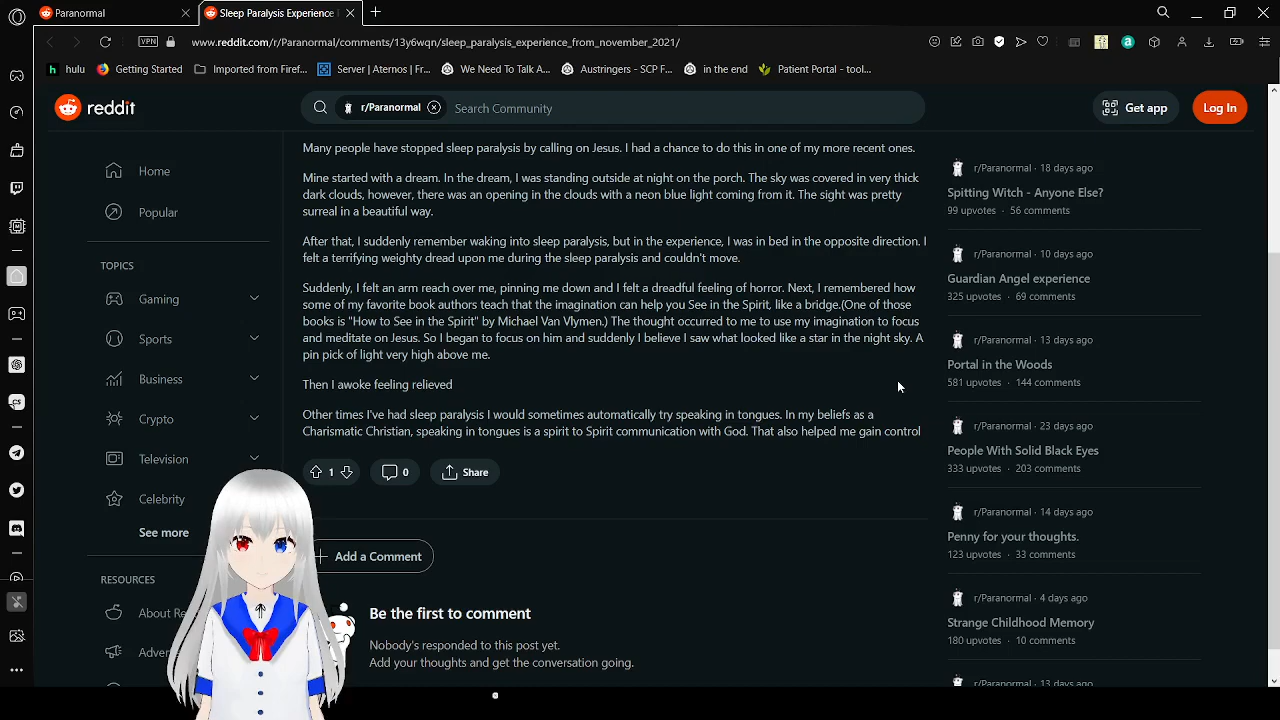 Paranormal
Sleep Paralysis Experience
VPN
www.reddit.com/r/Paranormal/comments/13y6wqn/sleep_paralysis_experience_from_november_2021/
hulu
Getting Started
Imported from Firef...
Server | Aternos | Fr...
We Need To Talk A...
Austringers - SCP F...
in the end
Patient Portal - tool...
reddit
r/Paranormal
Search Community
Get app
Log In
Home
Popular
TOPICS
Gaming
Sports
Business
Crypto
Television
Celebrity
See more
RESOURCES
About Re
Adver
Many people have stopped sleep paralysis by calling on Jesus. I had a chance to do this in one of my more recent ones.
Mine started with a dream. In the dream, I was standing outside at night on the porch. The sky was covered in very thick
dark clouds, however, there was an opening in the clouds with a neon blue light coming from it. The sight was pretty
surreal in a beautiful way.
After that, I suddenly remember waking into sleep paralysis, but in the experience, I was in bed in the opposite direction. I
felt a terrifying weighty dread upon me during the sleep paralysis and couldn't move.
Suddenly, I felt an arm reach over me, pinning me down and I felt a dreadful feeling of horror. Next, I remembered how
some of my favorite book authors teach that the imagination can help you See in the Spirit, like a bridge.(One of those
books is "How to See in the Spirit" by Michael Van Vlymen.) The thought occurred to me to use my imagination to focus
and meditate on Jesus. So I began to focus on him and suddenly I believe I saw what looked like a star in the night sky. A
pin pick of light very high above me.
Then I awoke feeling relieved
Other times I've had sleep paralysis I would sometimes automatically try speaking in tongues. In my beliefs as a
Charismatic Christian, speaking in tongues is a spirit to Spirit communication with God. That also helped me gain control
1
0
Share
Add a Comment
Be the first to comment
Nobody's responded to this post yet.
Add your thoughts and get the conversation going.
r/Paranormal • 18 days ago
Spitting Witch - Anyone Else?
99 upvotes • 56 comments
r/Paranormal • 10 days ago
Guardian Angel experience
325 upvotes • 69 comments
r/Paranormal • 13 days ago
Portal in the Woods
581 upvotes • 144 comments
r/Paranormal • 23 days ago
People With Solid Black Eyes
333 upvotes • 203 comments
r/Paranormal • 14 days ago
Penny for your thoughts.
123 upvotes • 33 comments
r/Paranormal • 4 days ago
Strange Childhood Memory
180 upvotes • 10 comments
r/Paranormal • 13 days ago